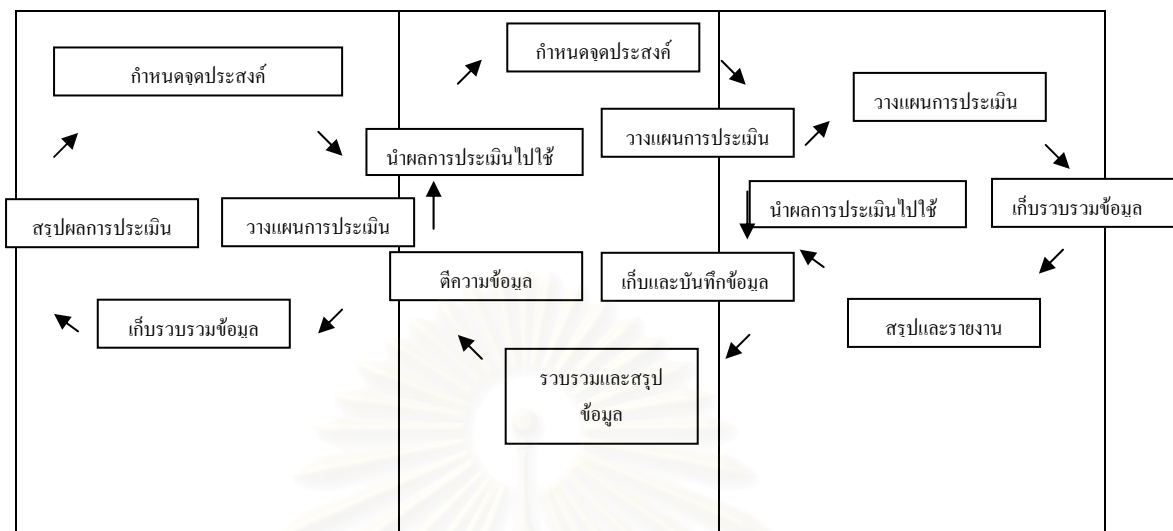 กำหนดจุดประสงค์
สรุปผลการประเมิน
วางแผนการประเมิน
เก็บรวบรวมข้อมูล
กำหนดจุดประสงค์
นำผลการประเมินไปใช้
วางแผนการประเมิน
ตีความข้อมูล
เก็บและบันทึกข้อมูล
รวบรวมและสรุป
ข้อมูล
วางแผนการประเมิน
นำผลการประเมินไปใช้
เก็บรวบรวมข้อมูล
สรุปและรายงาน